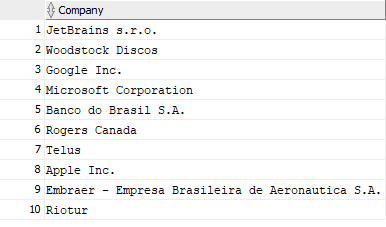 Company
1 JetBrains s.r.o.
2 Woodstock Discos
3 Google Inc.
4 Microsoft Corporation
5 Banco do Brasil S.A.
6 Rogers Canada
7 Telus
8 Apple Inc.
9 Embraer - Empresa Brasileira de Aeronautica S.A.
10 Riotur